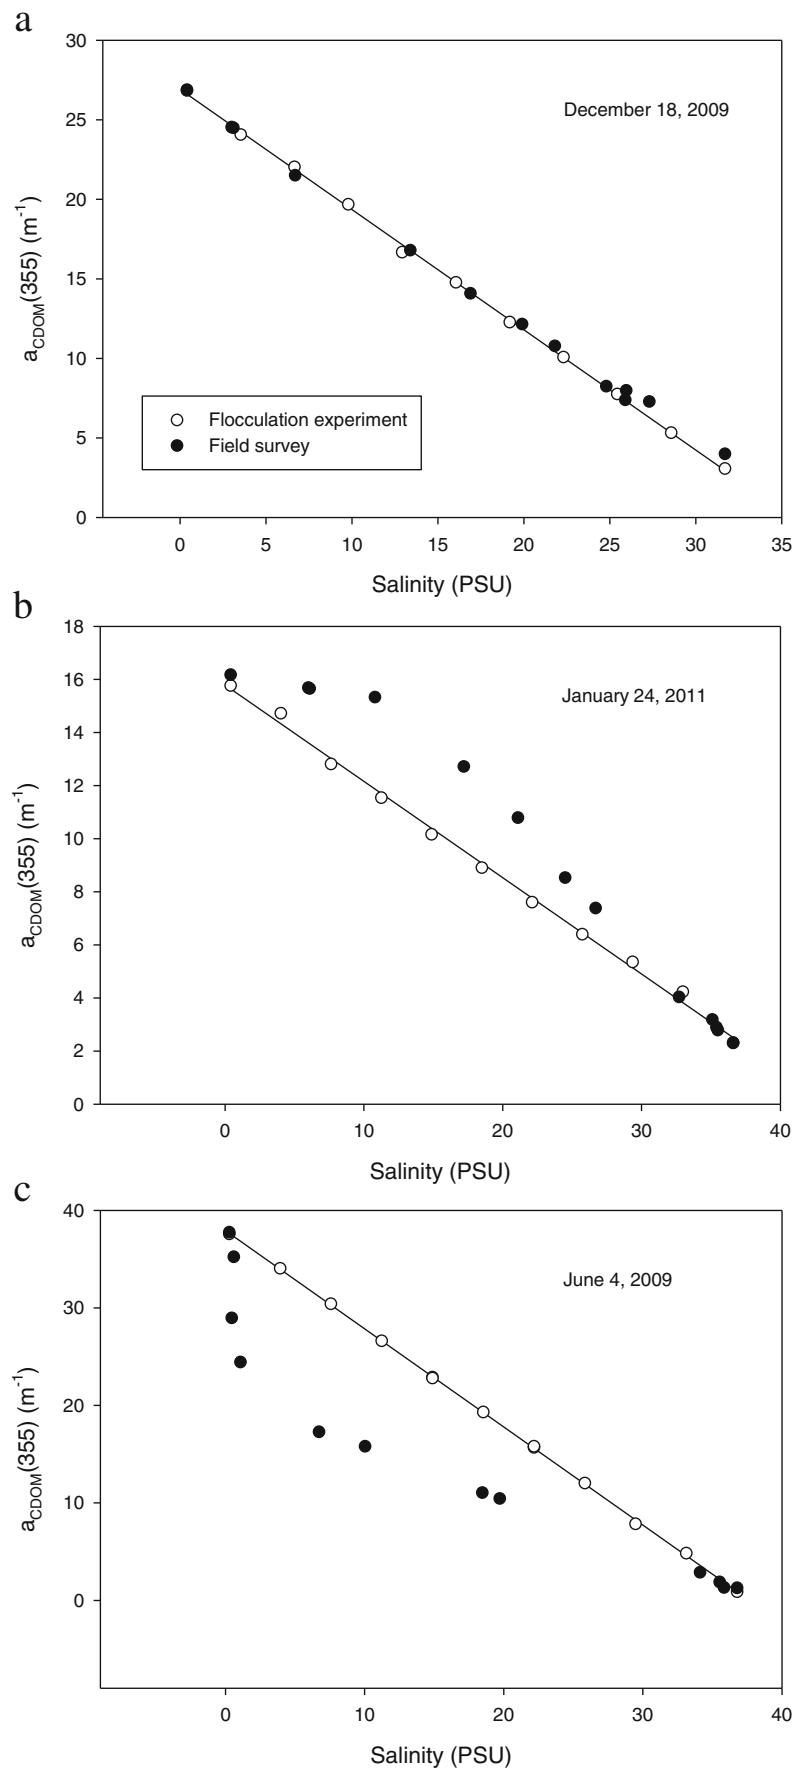 a
30
25
20
15
10
5
0
a_CDOM(355) (m^-1)
December 18, 2009
Flocculation experiment
Field survey
0 5 10 15 20 25 30 35
Salinity (PSU)
b
18
16
14
12
10
8
6
4
2
0
a_CDOM(355) (m^-1)
January 24, 2011
0 10 20 30 40
Salinity (PSU)
c
40
30
20
10
0
a_CDOM(355) (m^-1)
June 4, 2009
0 10 20 30 40
Salinity (PSU)